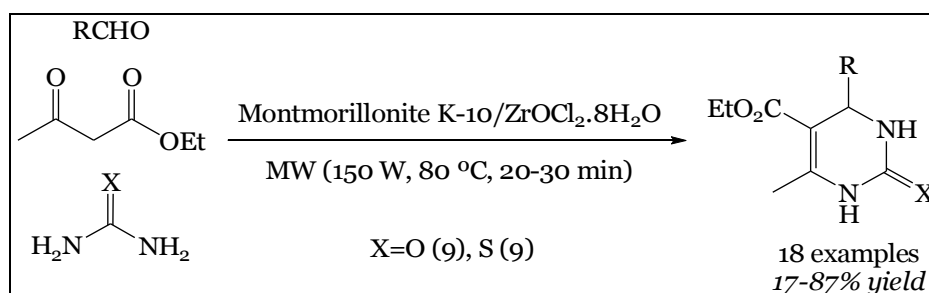 RCHO
O O
OEt
X
H₂N NH₂
Montmorillonite K-10/ZrOCl₂.8H₂O
MW (150 W, 80 ºC, 20-30 min)
X=O (9), S (9)
R
EtO₂C
NH
N
H
X
18 examples
17-87% yield